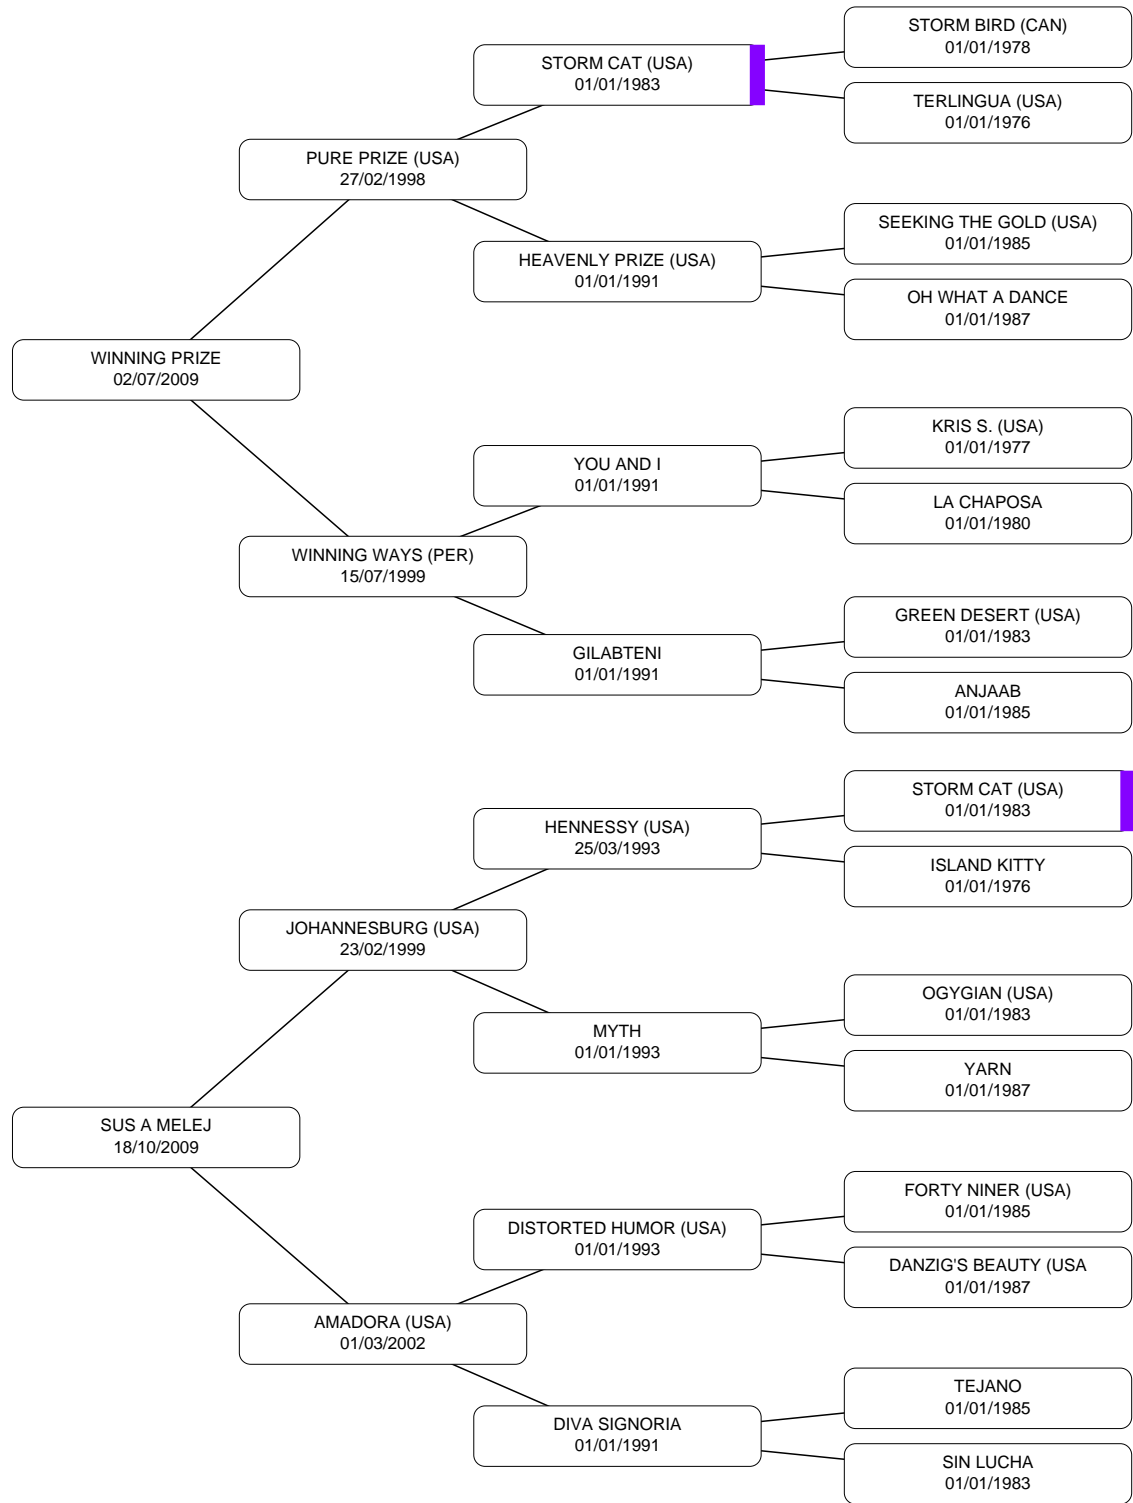 STORM BIRD (CAN)
01/01/1978
STORM CAT (USA)
01/01/1983
TERLINGUA (USA)
01/01/1976
PURE PRIZE (USA)
27/02/1998
SEEKING THE GOLD (USA)
01/01/1985
HEAVENLY PRIZE (USA)
01/01/1991
OH WHAT A DANCE
01/01/1987
WINNING PRIZE
02/07/2009
KRIS S. (USA)
01/01/1977
YOU AND I
01/01/1991
LA CHAPOSA
01/01/1980
WINNING WAYS (PER)
15/07/1999
GREEN DESERT (USA)
01/01/1983
GILABTENI
01/01/1991
ANJAAB
01/01/1985
STORM CAT (USA)
01/01/1983
HENNESSY (USA)
25/03/1993
ISLAND KITTY
01/01/1976
JOHANNESBURG (USA)
23/02/1999
OGYGIAN (USA)
01/01/1983
MYTH
01/01/1993
YARN
01/01/1987
SUS A MELEJ
18/10/2009
FORTY NINER (USA)
01/01/1985
DISTORTED HUMOR (USA)
01/01/1993
DANZIG'S BEAUTY (USA
01/01/1987
AMADORA (USA)
01/03/2002
TEJANO
01/01/1985
DIVA SIGNORIA
01/01/1991
SIN LUCHA
01/01/1983